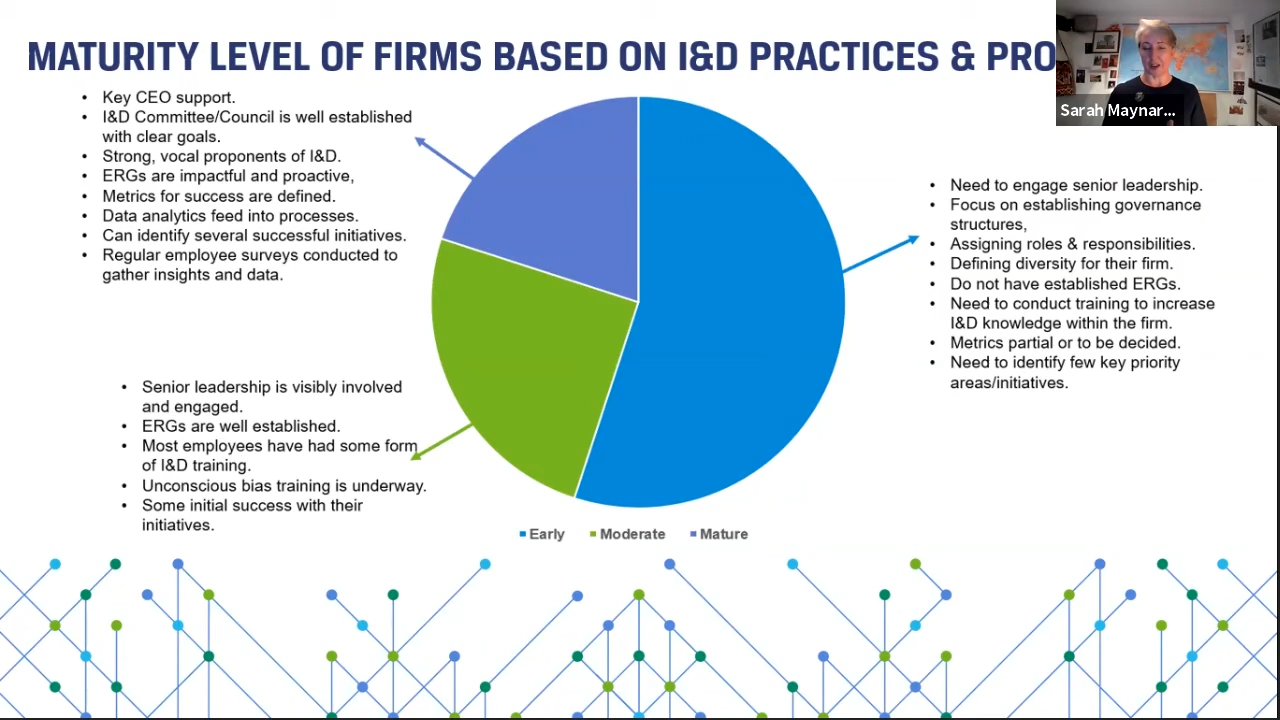 MATURITY LEVEL OF FIRMS BASED ON I&D PRACTICES & PRO
Sarah Maynar...
• Key CEO support.
• I&D Committee/Council is well established
with clear goals.
• Strong, vocal proponents of I&D.
• ERGs are impactful and proactive,
• Metrics for success are defined.
• Data analytics feed into processes.
• Can identify several successful initiatives.
• Regular employee surveys conducted to
gather insights and data.
• Need to engage senior leadership.
• Focus on establishing governance
structures,
• Assigning roles & responsibilities.
• Defining diversity for their firm.
• Do not have established ERGs.
• Need to conduct training to increase
I&D knowledge within the firm.
• Metrics partial or to be decided.
• Need to identify few key priority
areas/initiatives.
• Senior leadership is visibly involved
and engaged.
• ERGs are well established.
• Most employees have had some form
of I&D training.
• Unconscious bias training is underway.
• Some initial success with their
initiatives.
Early Moderate Mature